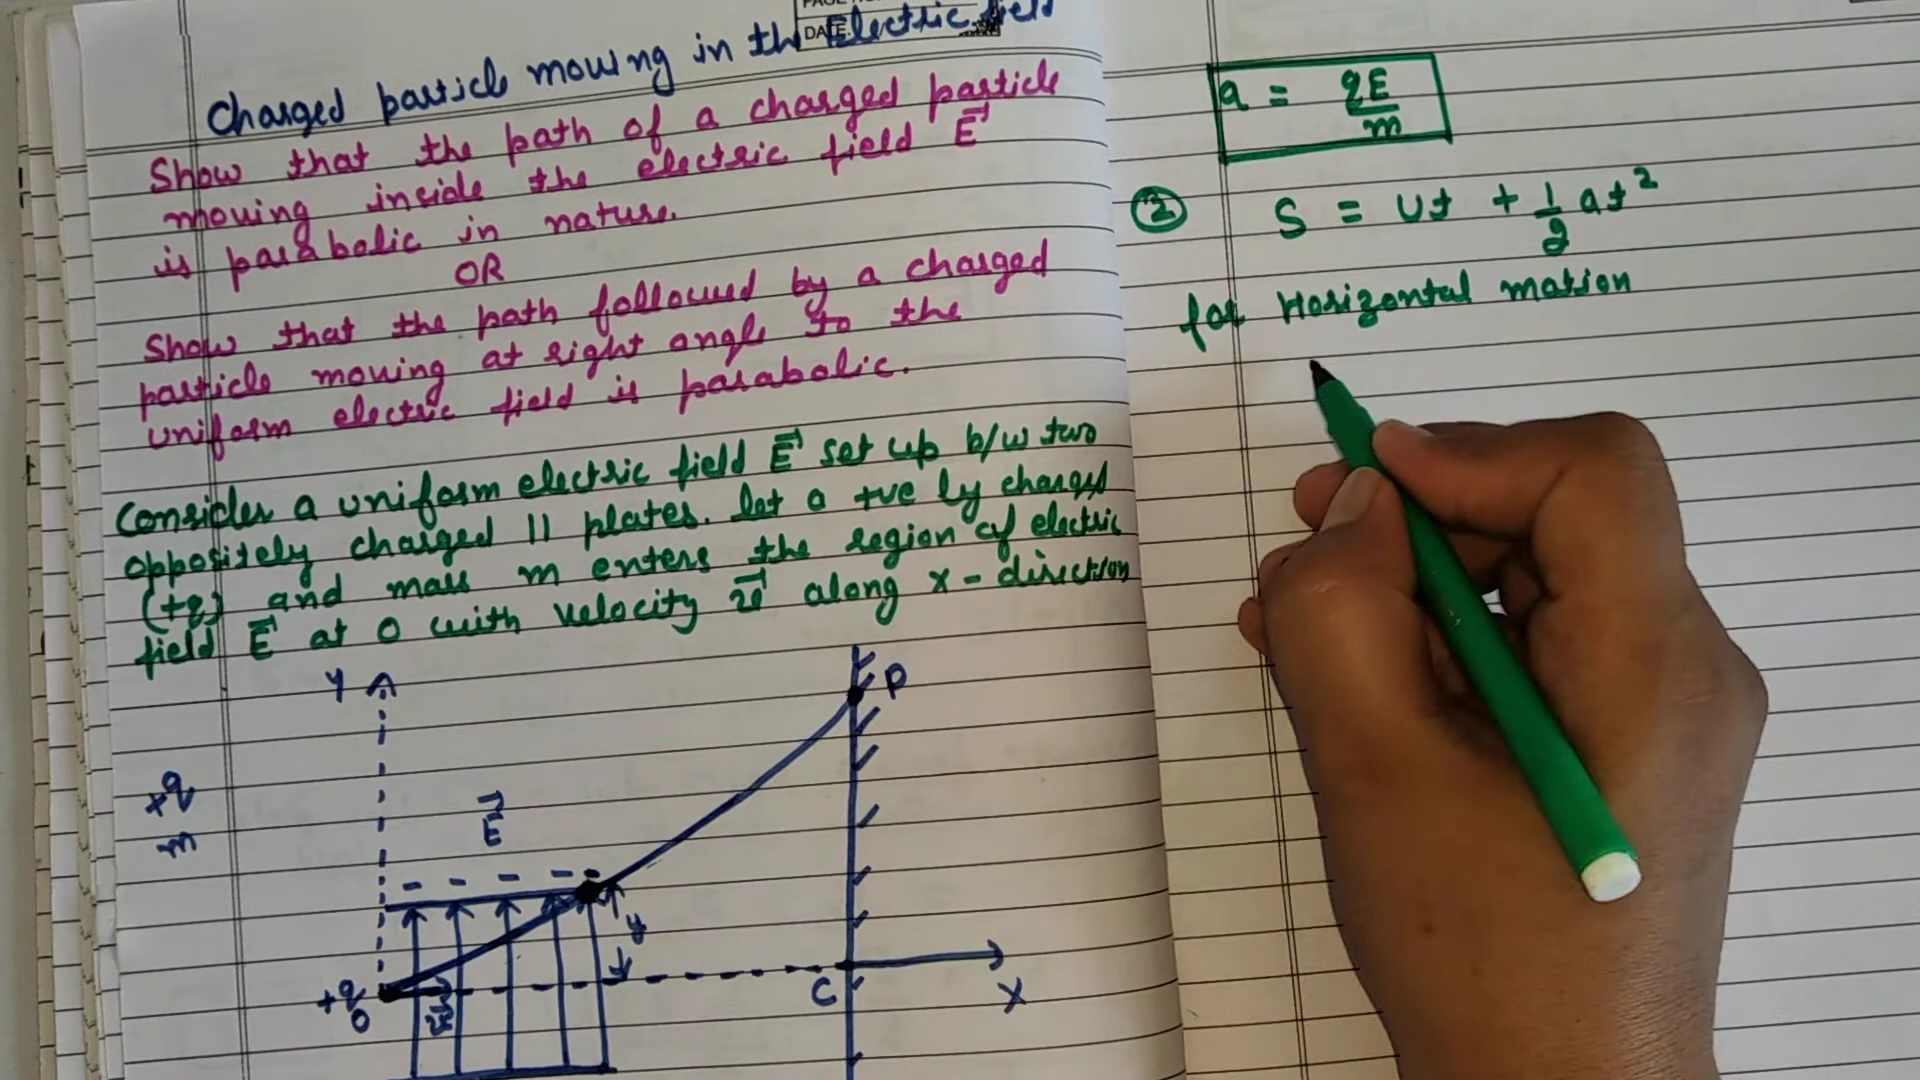 PAGE NO
DATE
Charged particle moving in the Electric field
Show that the path of a charged particle
moving inside the electric field E⃗
is parabolic in nature.
OR
Show that the path followed by a charged
particle moving at right angle to the
uniform electric field is parabolic.
Consider a uniform electric field E⃗ set up b/w two
oppositely charged || plates. let a +ve ly charged
(+q) and mass m enters the region of electric
field E⃗ at O with velocity v⃗ along x-direction
Y
P
+q
m
E⃗
y
+q
O
v⃗
C
X
a = qE/m
② S = ut + 1/2 at²
for Horizontal motion